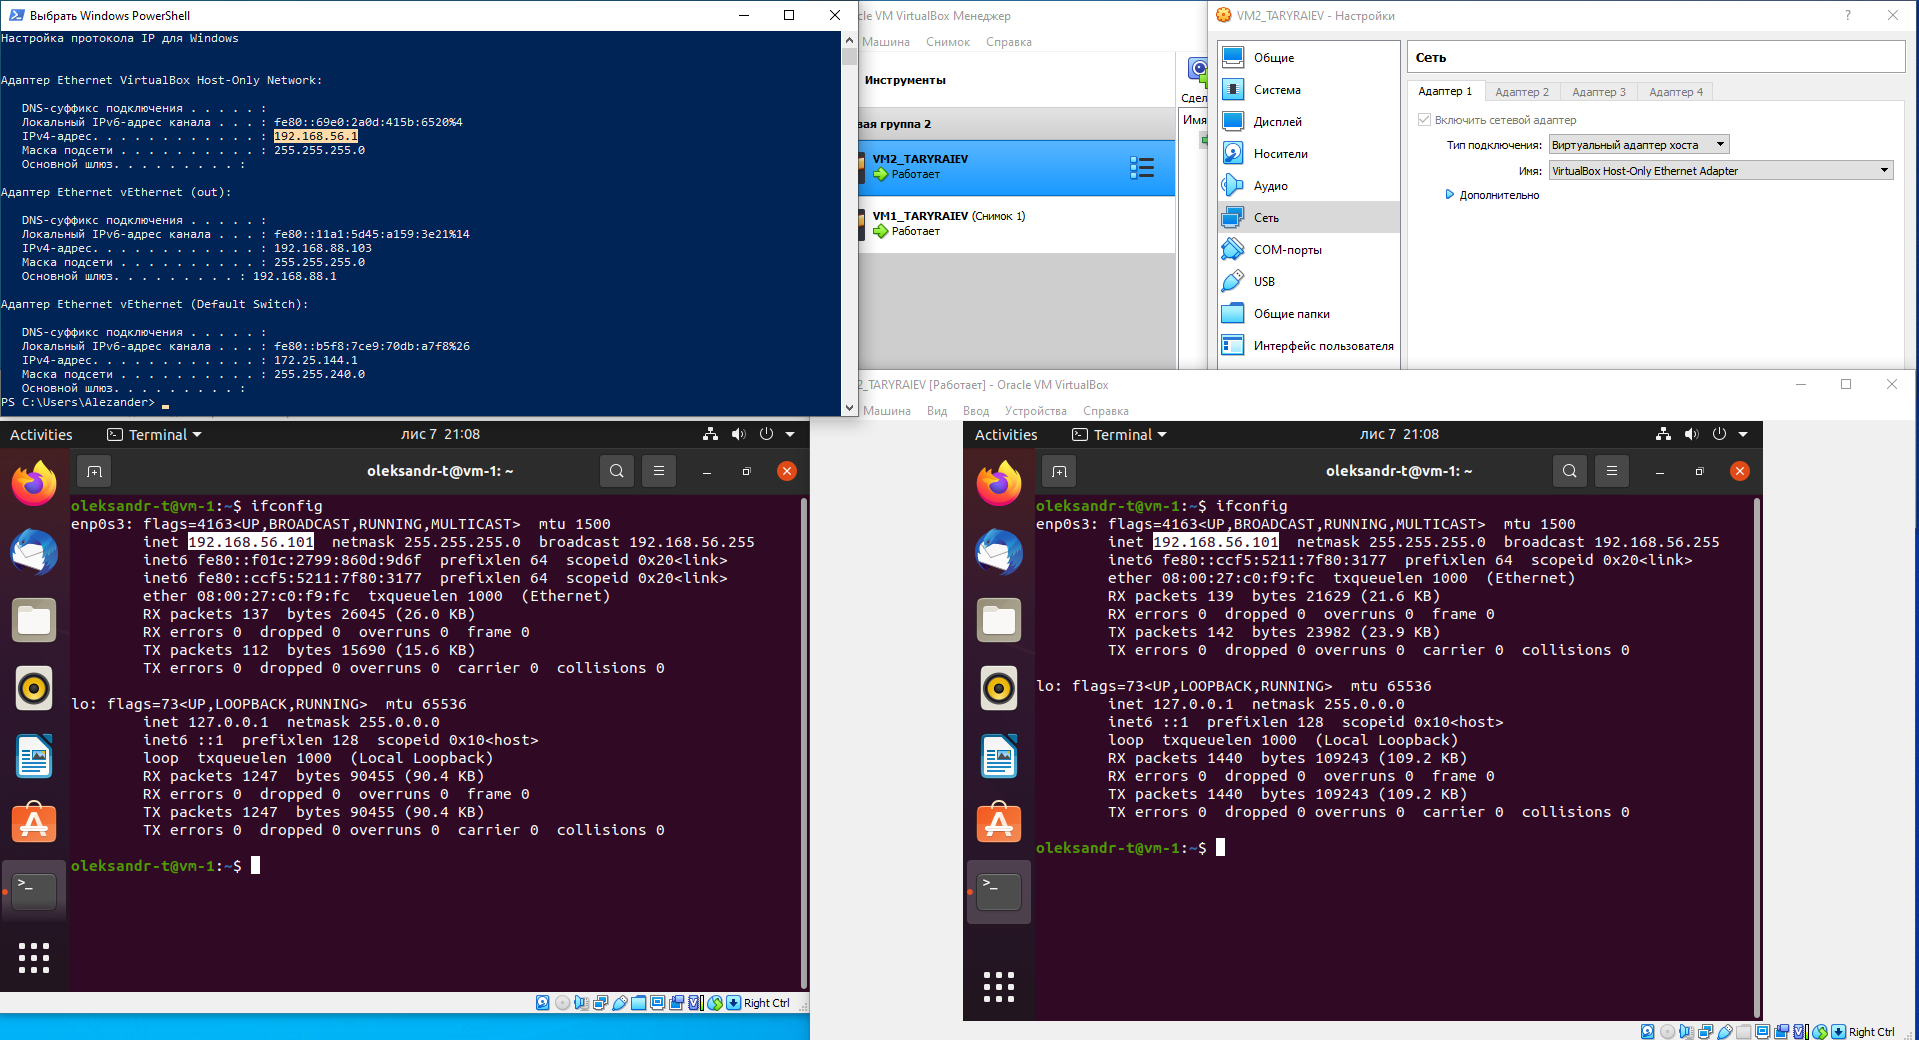 Выбрать Windows PowerShell
Настройка протокола IP для Windows
Адаптер Ethernet VirtualBox Host-Only Network:
DNS-суффикс подключения . . . . . :
Локальный IPv6-адрес канала . . . : fe80::69e0:2a0d:415b:6520%4
IPv4-адрес. . . . . . . . . . . . : 192.168.56.1
Маска подсети . . . . . . . . . . : 255.255.255.0
Основной шлюз. . . . . . . . . :
Адаптер Ethernet vEthernet (out):
DNS-суффикс подключения . . . . . :
Локальный IPv6-адрес канала . . . : fe80::11a1:5d45:a159:3e21%14
IPv4-адрес. . . . . . . . . . . . : 192.168.88.103
Маска подсети . . . . . . . . . . : 255.255.255.0
Основной шлюз. . . . . . . . . : 192.168.88.1
Адаптер Ethernet vEthernet (Default Switch):
DNS-суффикс подключения . . . . . :
Локальный IPv6-адрес канала . . . : fe80::b5f8:7ce9:70db:a7f8%26
IPv4-адрес. . . . . . . . . . . . : 172.25.144.1
Маска подсети . . . . . . . . . . : 255.255.240.0
Основной шлюз. . . . . . . . . :
PS C:\Users\Alezander>
cle VM VirtualBox Менеджер
Машина Снимок Справка
Инструменты
Сдел
Имя
вая группа 2
VM2_TARYRAIEV
Работает
VM1_TARYRAIEV (Снимок 1)
Работает
VM2_TARYRAIEV - Настройки
?
Общие
Система
Дисплей
Носители
Аудио
Сеть
COM-порты
USB
Общие папки
Интерфейс пользователя
Сеть
Адаптер 1 Адаптер 2 Адаптер 3 Адаптер 4
Включить сетевой адаптер
Тип подключения: Виртуальный адаптер хоста
Имя: VirtualBox Host-Only Ethernet Adapter
Дополнительно
2_TARYRAIEV [Работает] - Oracle VM VirtualBox
Машина Вид Ввод Устройства Справка
Activities Terminal лис 7 21:08
oleksandr-t@vm-1: ~
oleksandr-t@vm-1:~$ ifconfig
enp0s3: flags=4163<UP,BROADCAST,RUNNING,MULTICAST>  mtu 1500
inet 192.168.56.101  netmask 255.255.255.0  broadcast 192.168.56.255
inet6 fe80::f01c:2799:860d:9d6f  prefixlen 64  scopeid 0x20<link>
inet6 fe80::ccf5:5211:7f80:3177  prefixlen 64  scopeid 0x20<link>
ether 08:00:27:c0:f9:fc  txqueuelen 1000  (Ethernet)
RX packets 137  bytes 26045 (26.0 KB)
RX errors 0  dropped 0  overruns 0  frame 0
TX packets 112  bytes 15690 (15.6 KB)
TX errors 0  dropped 0 overruns 0  carrier 0  collisions 0
lo: flags=73<UP,LOOPBACK,RUNNING>  mtu 65536
inet 127.0.0.1  netmask 255.0.0.0
inet6 ::1  prefixlen 128  scopeid 0x10<host>
loop  txqueuelen 1000  (Local Loopback)
RX packets 1247  bytes 90455 (90.4 KB)
RX errors 0  dropped 0  overruns 0  frame 0
TX packets 1247  bytes 90455 (90.4 KB)
TX errors 0  dropped 0 overruns 0  carrier 0  collisions 0
oleksandr-t@vm-1:~$
Right Ctrl
Activities Terminal лис 7 21:08
oleksandr-t@vm-1: ~
oleksandr-t@vm-1:~$ ifconfig
enp0s3: flags=4163<UP,BROADCAST,RUNNING,MULTICAST>  mtu 1500
inet 192.168.56.101  netmask 255.255.255.0  broadcast 192.168.56.255
inet6 fe80::ccf5:5211:7f80:3177  prefixlen 64  scopeid 0x20<link>
ether 08:00:27:c0:f9:fc  txqueuelen 1000  (Ethernet)
RX packets 139  bytes 21629 (21.6 KB)
RX errors 0  dropped 0  overruns 0  frame 0
TX packets 142  bytes 23982 (23.9 KB)
TX errors 0  dropped 0 overruns 0  carrier 0  collisions 0
lo: flags=73<UP,LOOPBACK,RUNNING>  mtu 65536
inet 127.0.0.1  netmask 255.0.0.0
inet6 ::1  prefixlen 128  scopeid 0x10<host>
loop  txqueuelen 1000  (Local Loopback)
RX packets 1440  bytes 109243 (109.2 KB)
RX errors 0  dropped 0  overruns 0  frame 0
TX packets 1440  bytes 109243 (109.2 KB)
TX errors 0  dropped 0 overruns 0  carrier 0  collisions 0
oleksandr-t@vm-1:~$
Right Ctrl